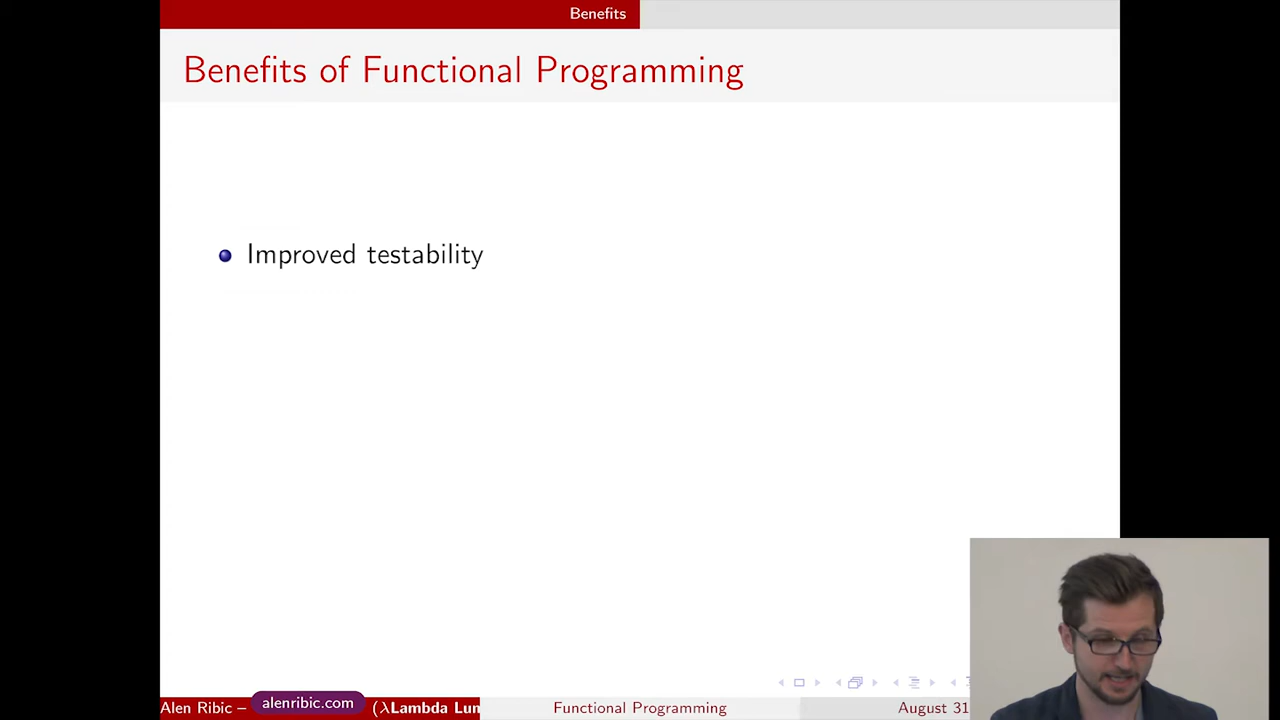 Benefits
Benefits of Functional Programming
Improved testability
Alen Ribic – alenribic.com (λLambda Lun
Functional Programming
August 31